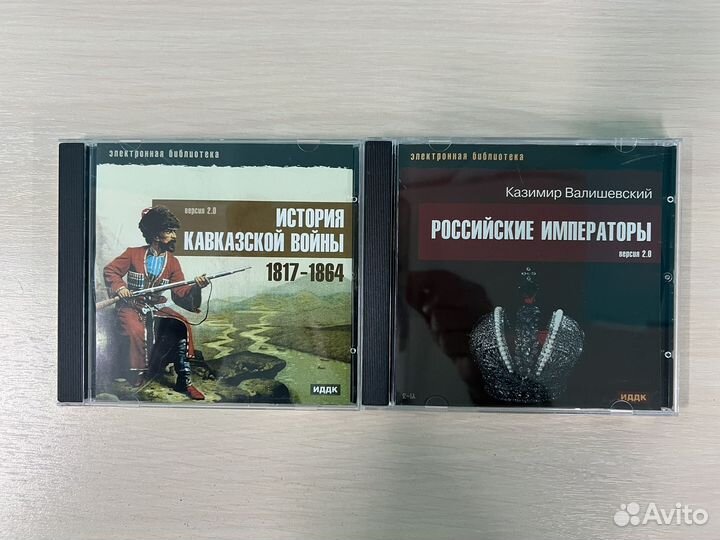 электронная библиотека
версия 2.0
ИСТОРИЯ
КАВКАЗСКОЙ ВОЙНЫ
1817-1864
ИДДК
электронная библиотека
Казимир Валишевский
РОССИЙСКИЕ ИМПЕРАТОРЫ
версия 2.0
ИДДК
Avito